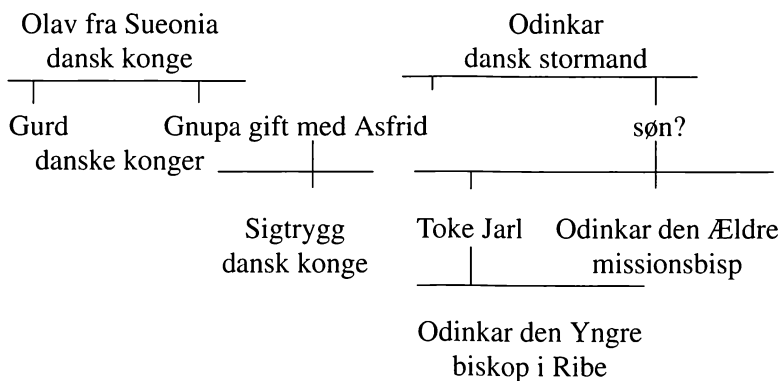 Olav fra Sueonia
dansk konge
Odinkar
dansk stormand
Gurd
Gnupa gift med Asfrid
danske konger
søn?
Sigtrygg
dansk konge
Toke Jarl
Odinkar den Ældre
missionsbisp
Odinkar den Yngre
biskop i Ribe